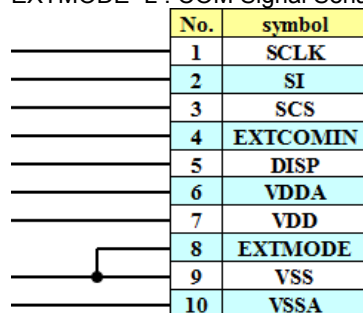 EXTMODE "L": COM Signal Seria
No. symbol
1 SCLK
2 SI
3 SCS
4 EXTCOMIN
5 DISP
6 VDDA
7 VDD
8 EXTMODE
9 VSS
10 VSSA